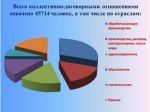 Всего коллективно-договорными отношениями
охвачено 45714 человек, в том числе по отраслям:
обрабатывающие
производства
производство, распред.
электроэнергии, газа и
воды
здравоохранение
образование
строительство
Прочие